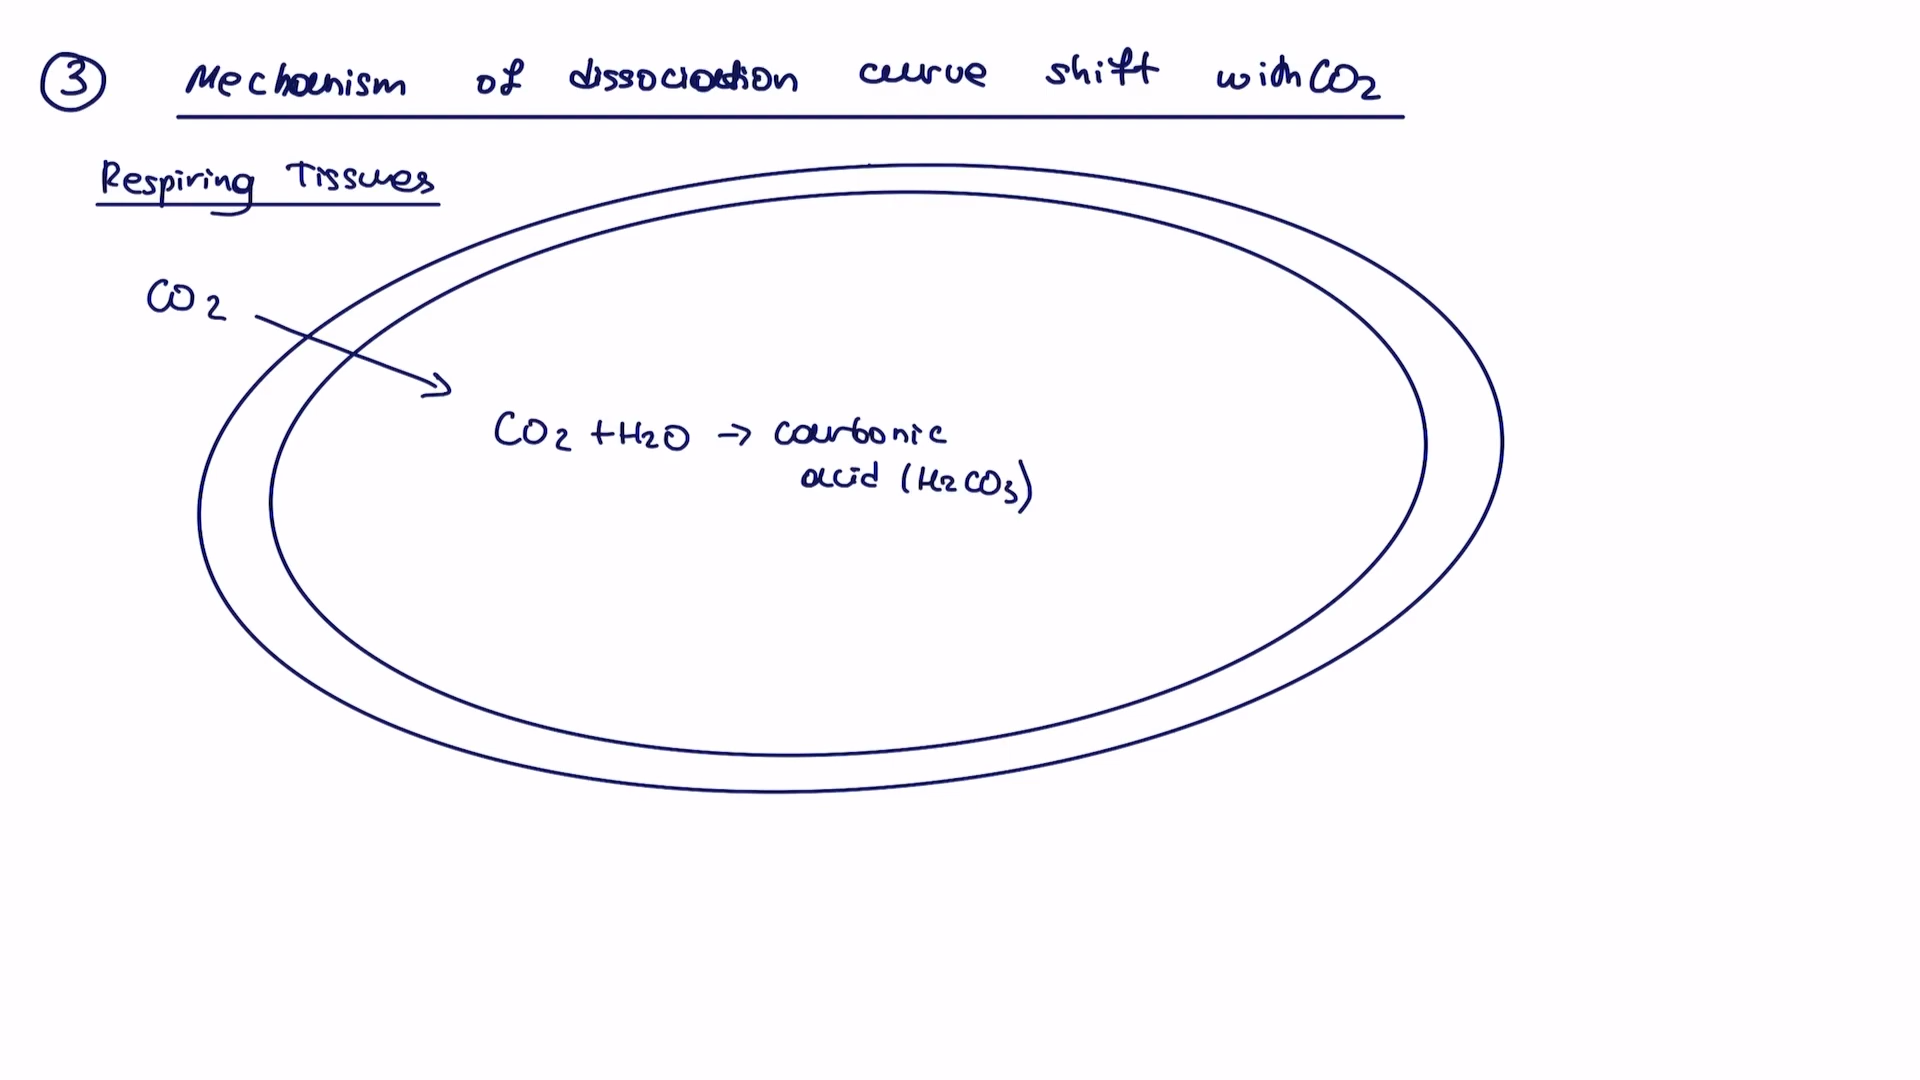 3 Mechanism of dissociation curve shift with CO2
Respiring Tissues
CO2
CO2 + H2O → carbonic
acid (H2CO3)